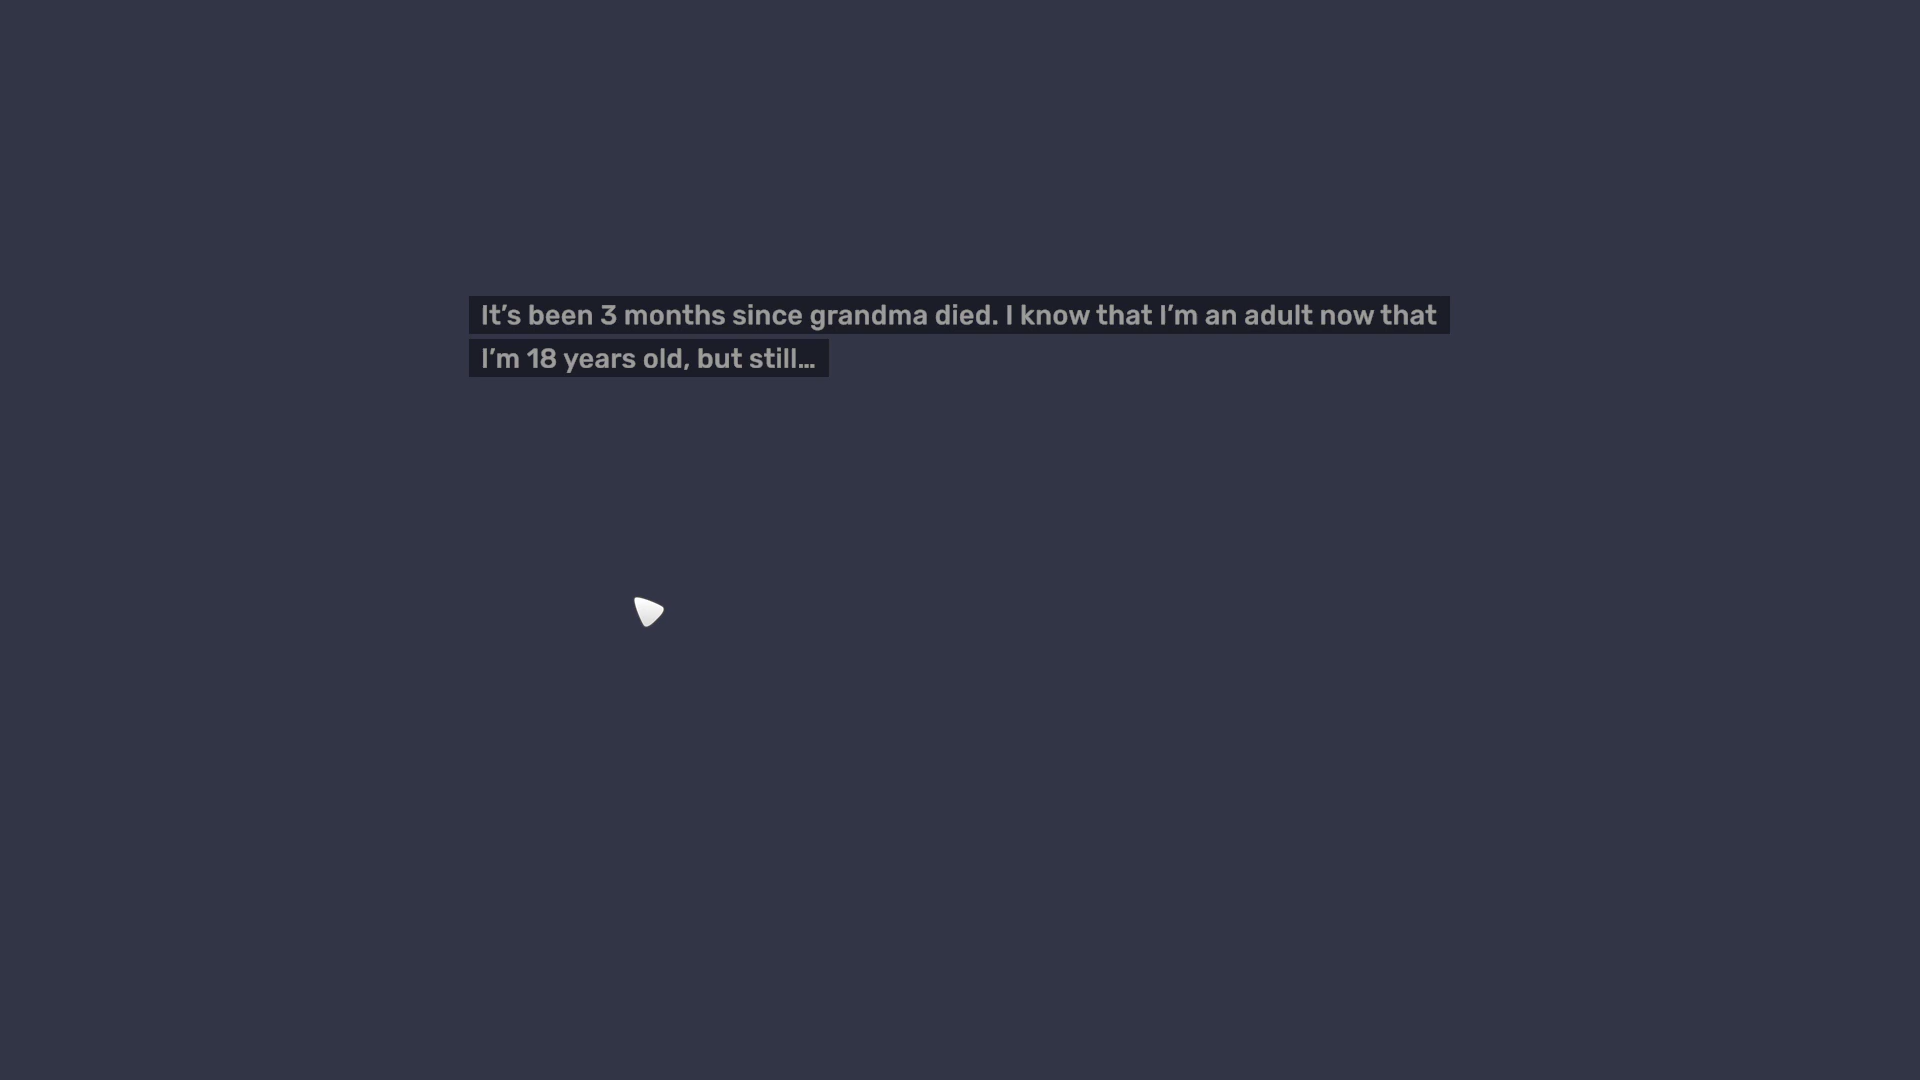 It’s been 3 months since grandma died. I know that I’m an adult now that
I’m 18 years old, but still…